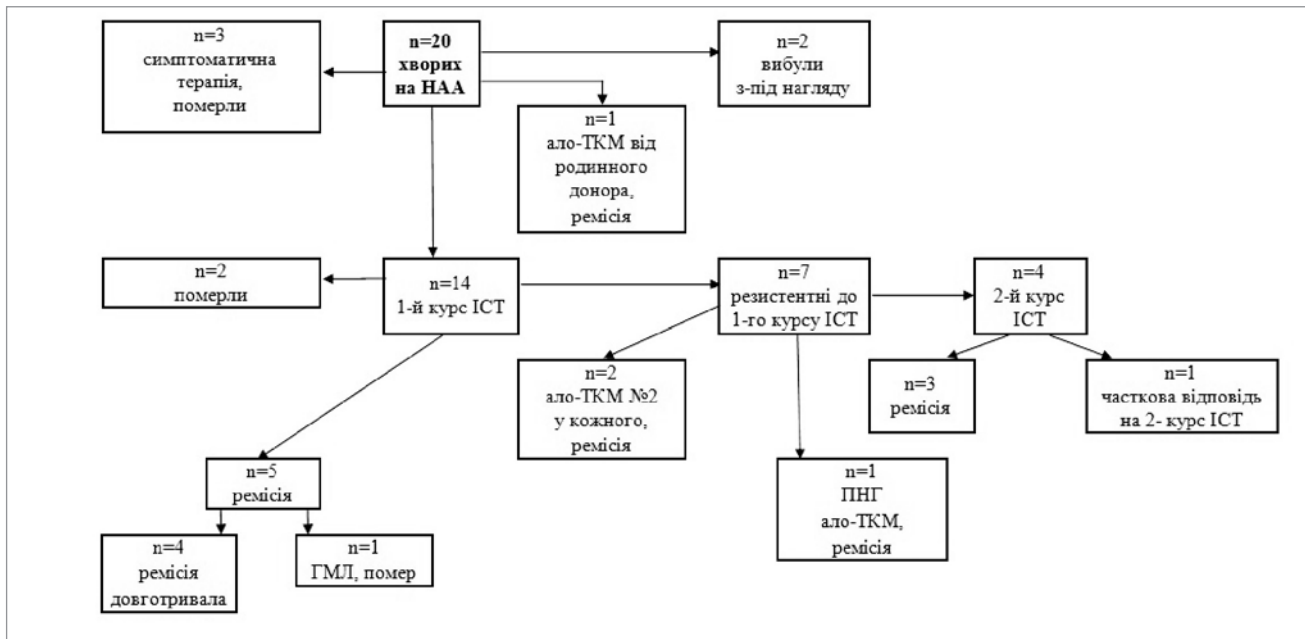 n=3
симптоматична
терапія,
померли
n=20
хворих
на НАА
n=2
вибули
з-під нагляду
n=1
ало-ТКМ від
родинного
донора,
ремісія
n=2
померли
n=14
1-й курс ІСТ
n=7
резистентні до
1-го курсу ІСТ
n=4
2-й курс
ІСТ
n=2
ало-ТКМ №2
у кожного,
ремісія
n=3
ремісія
n=1
часткова відповідь
на 2- курс ІСТ
n=5
ремісія
n=1
ПНГ
ало-ТКМ,
ремісія
n=4
ремісія
довготривала
n=1
ГМЛ, помер